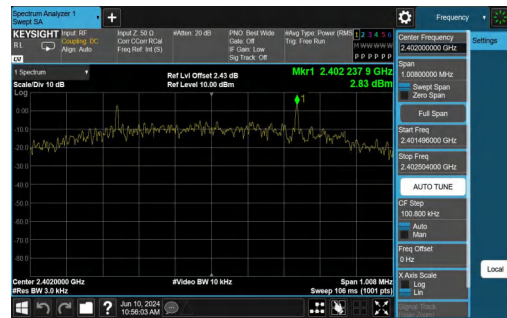 Spectrum Analyzer 1
Swept SA
Frequency
KEYSIGHT
RL
Input: RF
Coupling: DC
Align: Auto
Input Z: 50 Ω
Corr CCorr RCal
Freq Ref: Int (S)
#Atten: 20 dB
PNO: Best Wide
Gate: Off
IF Gain: Low
Sig Track: Off
#Avg Type: Power (RMS
Trig: Free Run
1 2 3 4 5 6
M W W W W W
P P P P P P
Center Frequency
2.402000000 GHz
Settings
LXI
1 Spectrum
Scale/Div 10 dB
Log
Ref Lvl Offset 2.43 dB
Ref Level 10.00 dBm
Mkr1 2.402 237 9 GHz
2.83 dBm
Span
1.00800000 MHz
Swept Span
Zero Span
Full Span
Start Freq
2.401496000 GHz
Stop Freq
2.402504000 GHz
AUTO TUNE
CF Step
100.800 kHz
Auto
Man
Freq Offset
0 Hz
X Axis Scale
Log
Lin
Local
1
0.00
-10.0
-20.0
-30.0
-40.0
-50.0
-60.0
-70.0
-80.0
Center 2.4020000 GHz
#Res BW 3.0 kHz
#Video BW 10 kHz
Span 1.008 MHz
Sweep 106 ms (1001 pts)
Jun 10, 2024
10:56:03 AM
Signal Track